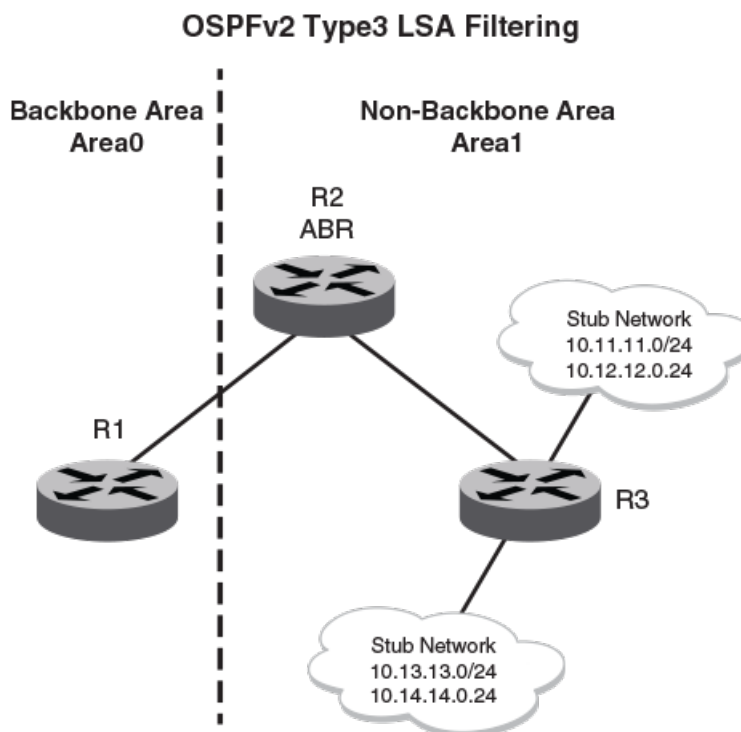 OSPFv2 Type3 LSA Filtering
Backbone Area
Area0
Non-Backbone Area
Area1
R2
ABR
Stub Network
10.11.11.0/24
10.12.12.0.24
R1
R3
Stub Network
10.13.13.0/24
10.14.14.0.24